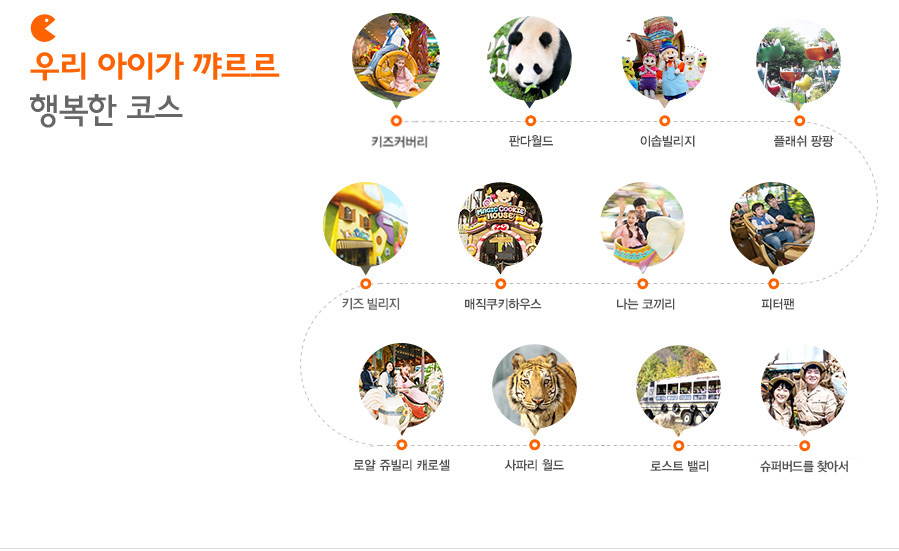 우리 아이가 꺄르르
행복한 코스
키즈커버리
판다월드
이솝빌리지
플래쉬 팡팡
키즈 빌리지
매직쿠키하우스
MAGIC COOKIE
HOUSE
나는 코끼리
피터팬
로얄 쥬빌리 캐로셀
사파리 월드
로스트 밸리
슈퍼버드를 찾아서